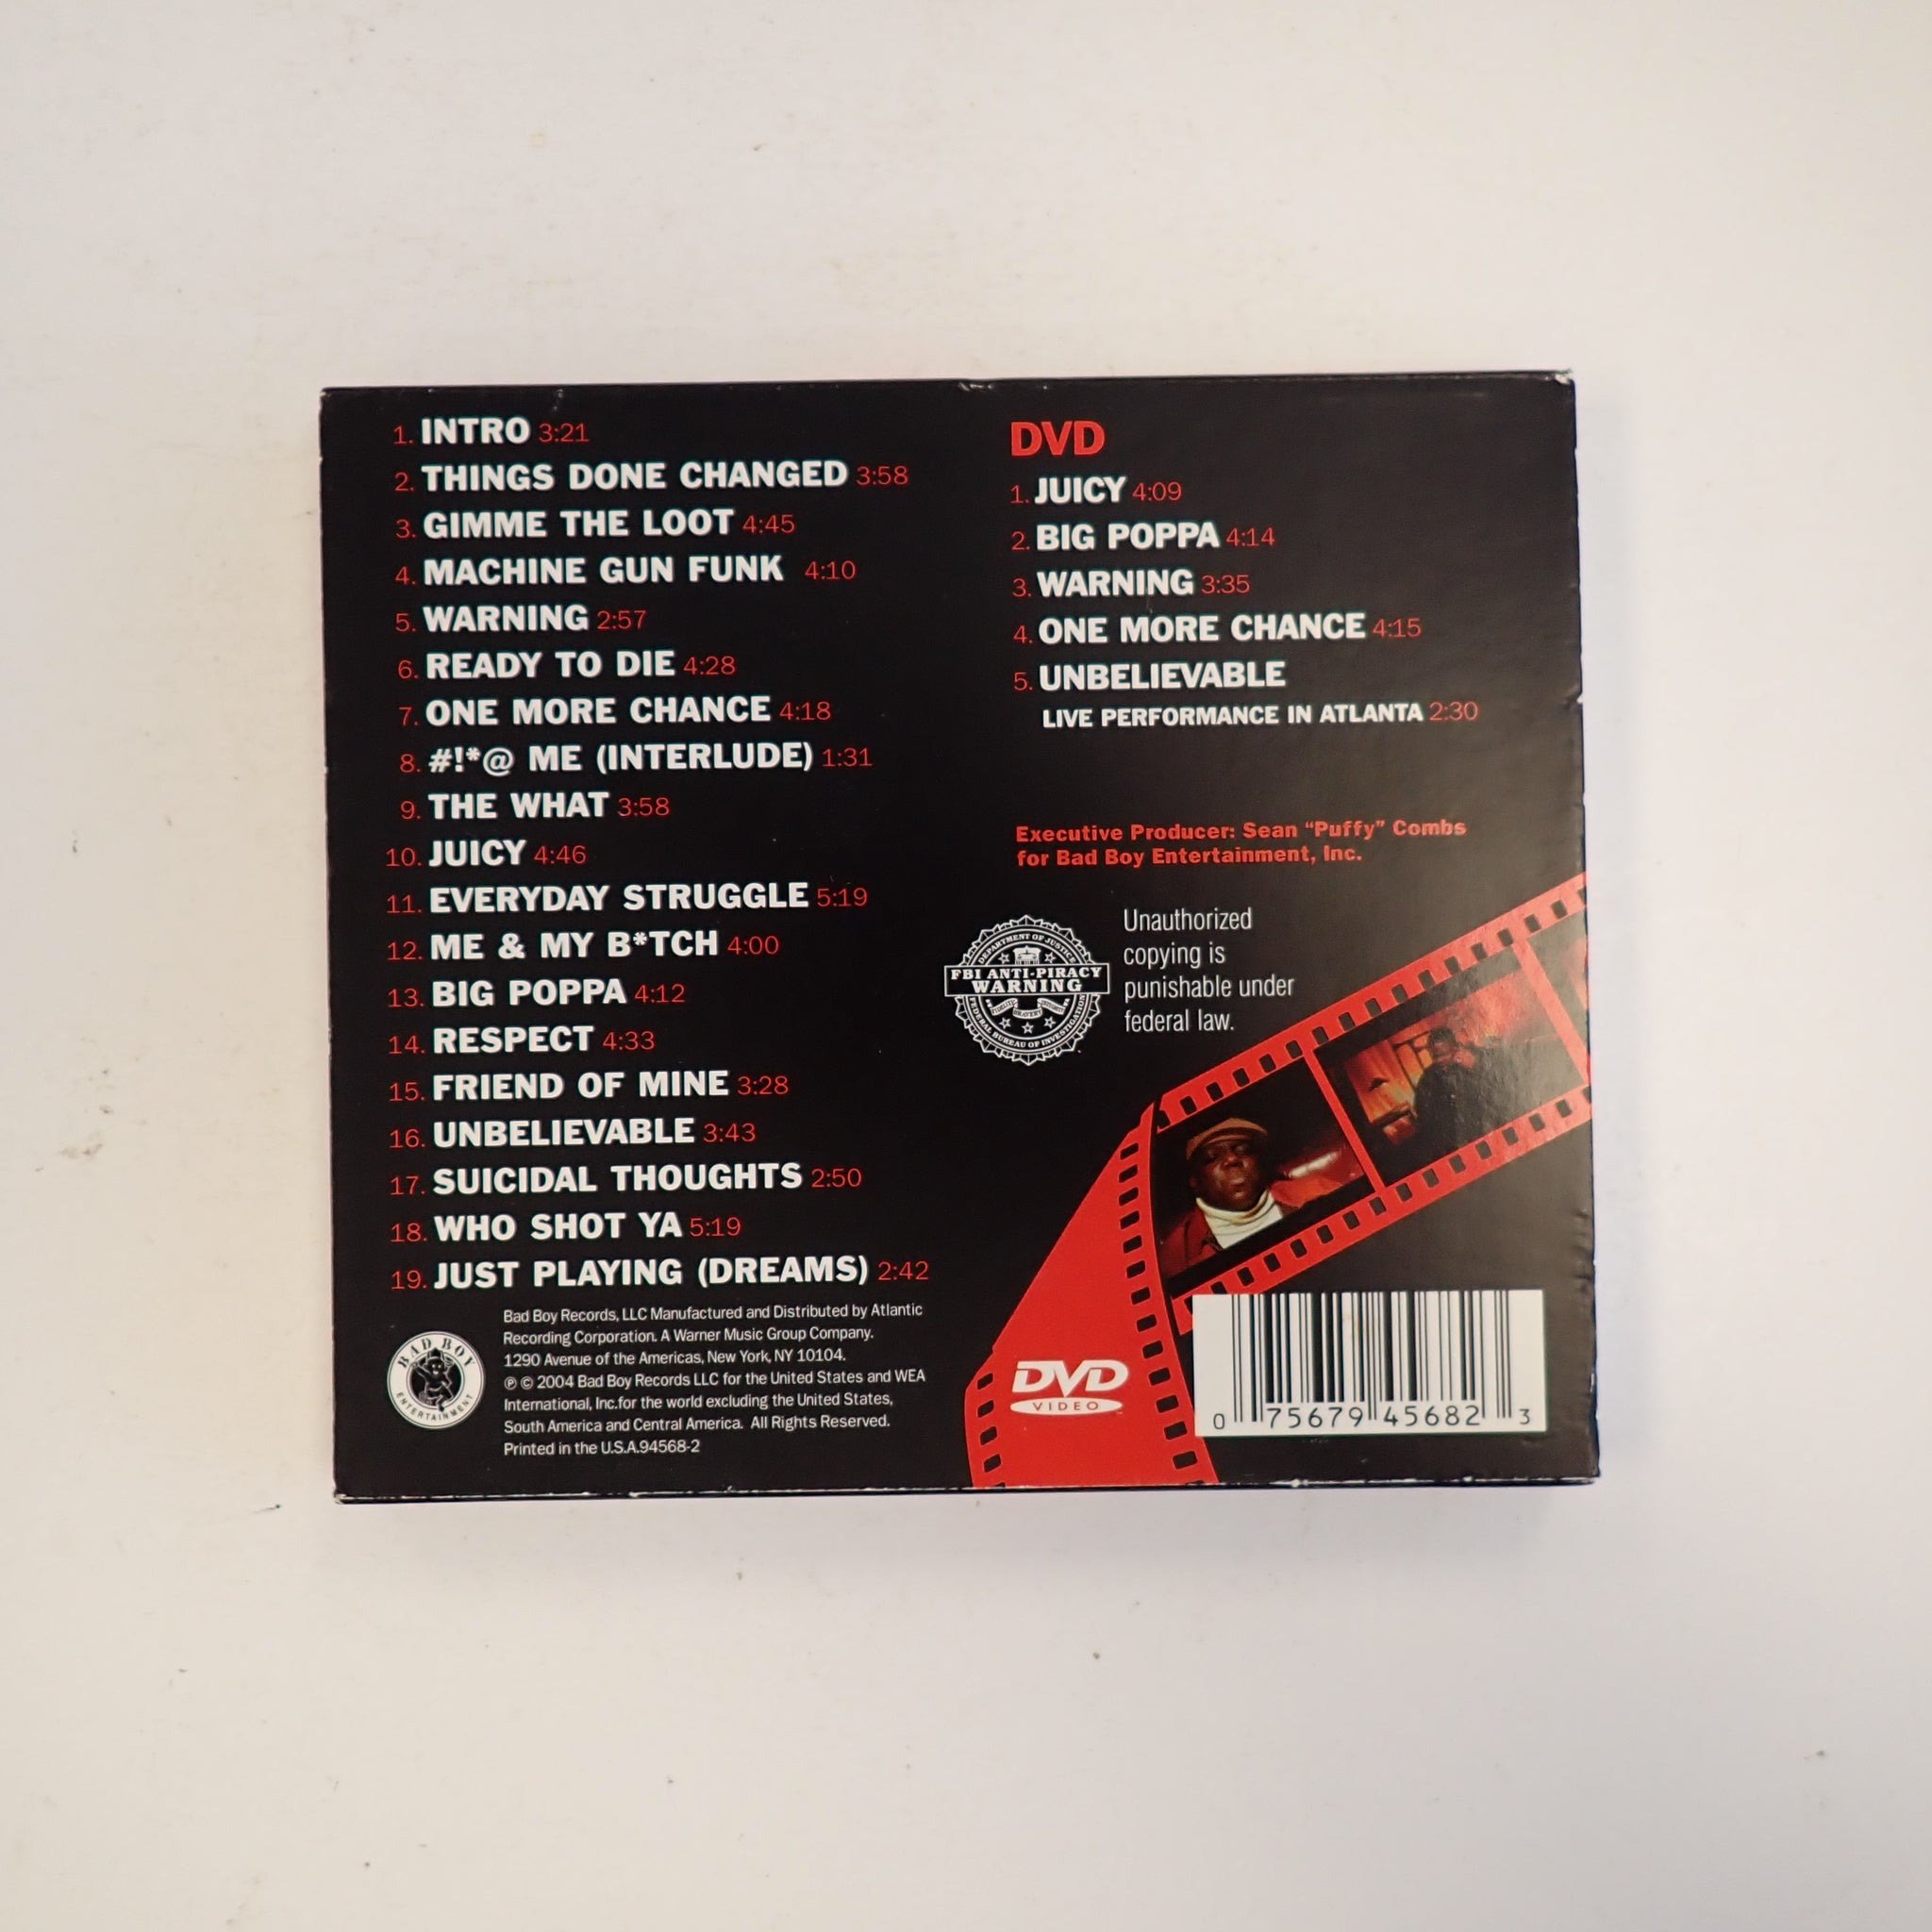 1. INTRO 3:21
2. THINGS DONE CHANGED 3:58
3. GIMME THE LOOT 4:45
4. MACHINE GUN FUNK 4:10
5. WARNING 2:57
6. READY TO DIE 4:28
7. ONE MORE CHANCE 4:18
8. #!*@ ME (INTERLUDE) 1:31
9. THE WHAT 3:58
10. JUICY 4:46
11. EVERYDAY STRUGGLE 5:19
12. ME & MY B*TCH 4:00
13. BIG POPPA 4:12
14. RESPECT 4:33
15. FRIEND OF MINE 3:28
16. UNBELIEVABLE 3:43
17. SUICIDAL THOUGHTS 2:50
18. WHO SHOT YA 5:19
19. JUST PLAYING (DREAMS) 2:42
BAD BOY
ENTERTAINMENT
Bad Boy Records, LLC Manufactured and Distributed by Atlantic
Recording Corporation. A Warner Music Group Company.
1290 Avenue of the Americas, New York, NY 10104.
℗ © 2004 Bad Boy Records LLC for the United States and WEA
International, Inc.for the world excluding the United States,
South America and Central America. All Rights Reserved.
Printed in the U.S.A.94568-2
DVD
1. JUICY 4:09
2. BIG POPPA 4:14
3. WARNING 3:35
4. ONE MORE CHANCE 4:15
5. UNBELIEVABLE
LIVE PERFORMANCE IN ATLANTA 2:30
Executive Producer: Sean "Puffy" Combs
for Bad Boy Entertainment, Inc.
DEPARTMENT OF JUSTICE
FBI ANTI-PIRACY
WARNING
FEDERAL BUREAU OF INVESTIGATION
Unauthorized
copying is
punishable under
federal law.
DVD
VIDEO
0 75679 45682 3